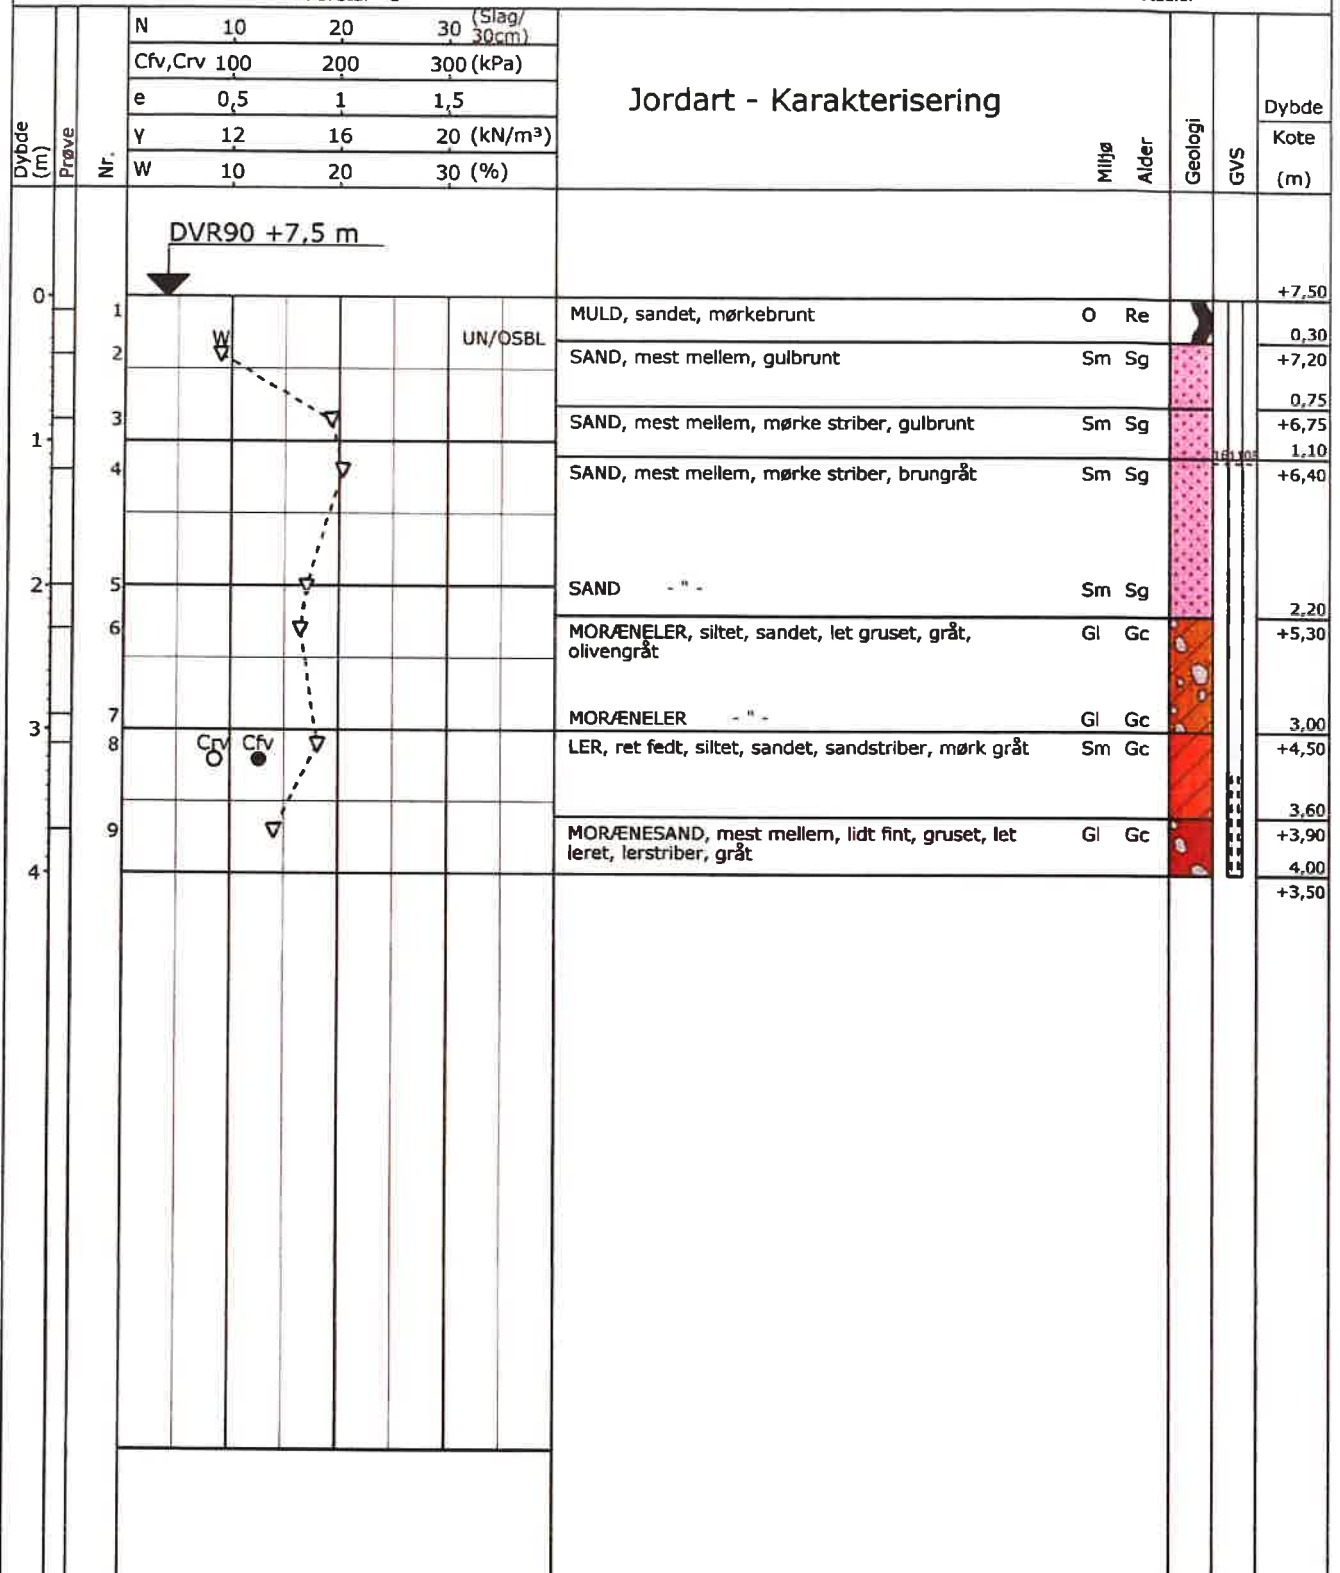 N 10 20 30 (Slag/30cm)
Cfv,Crv 100 200 300 (kPa)
e 0,5 1 1,5
γ 12 16 20 (kN/m³)
W 10 20 30 (%)
Dybde (m)
Prøve
Nr.
Jordart - Karakterisering
Miljø
Alder
Geologi
GVS
Dybde
Kote
(m)
DVR90 +7,5 m
0
+7,50
1
MULD, sandet, mørkebrunt O Re
W
UN/OSBL
0,30
2
SAND, mest mellem, gulbrunt Sm Sg
+7,20
0,75
3
SAND, mest mellem, mørke striber, gulbrunt Sm Sg
+6,75
1
1,10
4
SAND, mest mellem, mørke striber, brungråt Sm Sg
+6,40
2
5
SAND - " - Sm Sg
2,20
6
MORÆNELER, siltet, sandet, let gruset, gråt, Gl Gc
olivengråt
+5,30
7
MORÆNELER - " - Gl Gc
3
3,00
8
Crv Cfv
LER, ret fedt, siltet, sandet, sandstriber, mørk gråt Sm Gc
+4,50
3,60
9
MORÆNESAND, mest mellem, lidt fint, gruset, let Gl Gc
leret, lerstriber, gråt
+3,90
4
4,00
+3,50